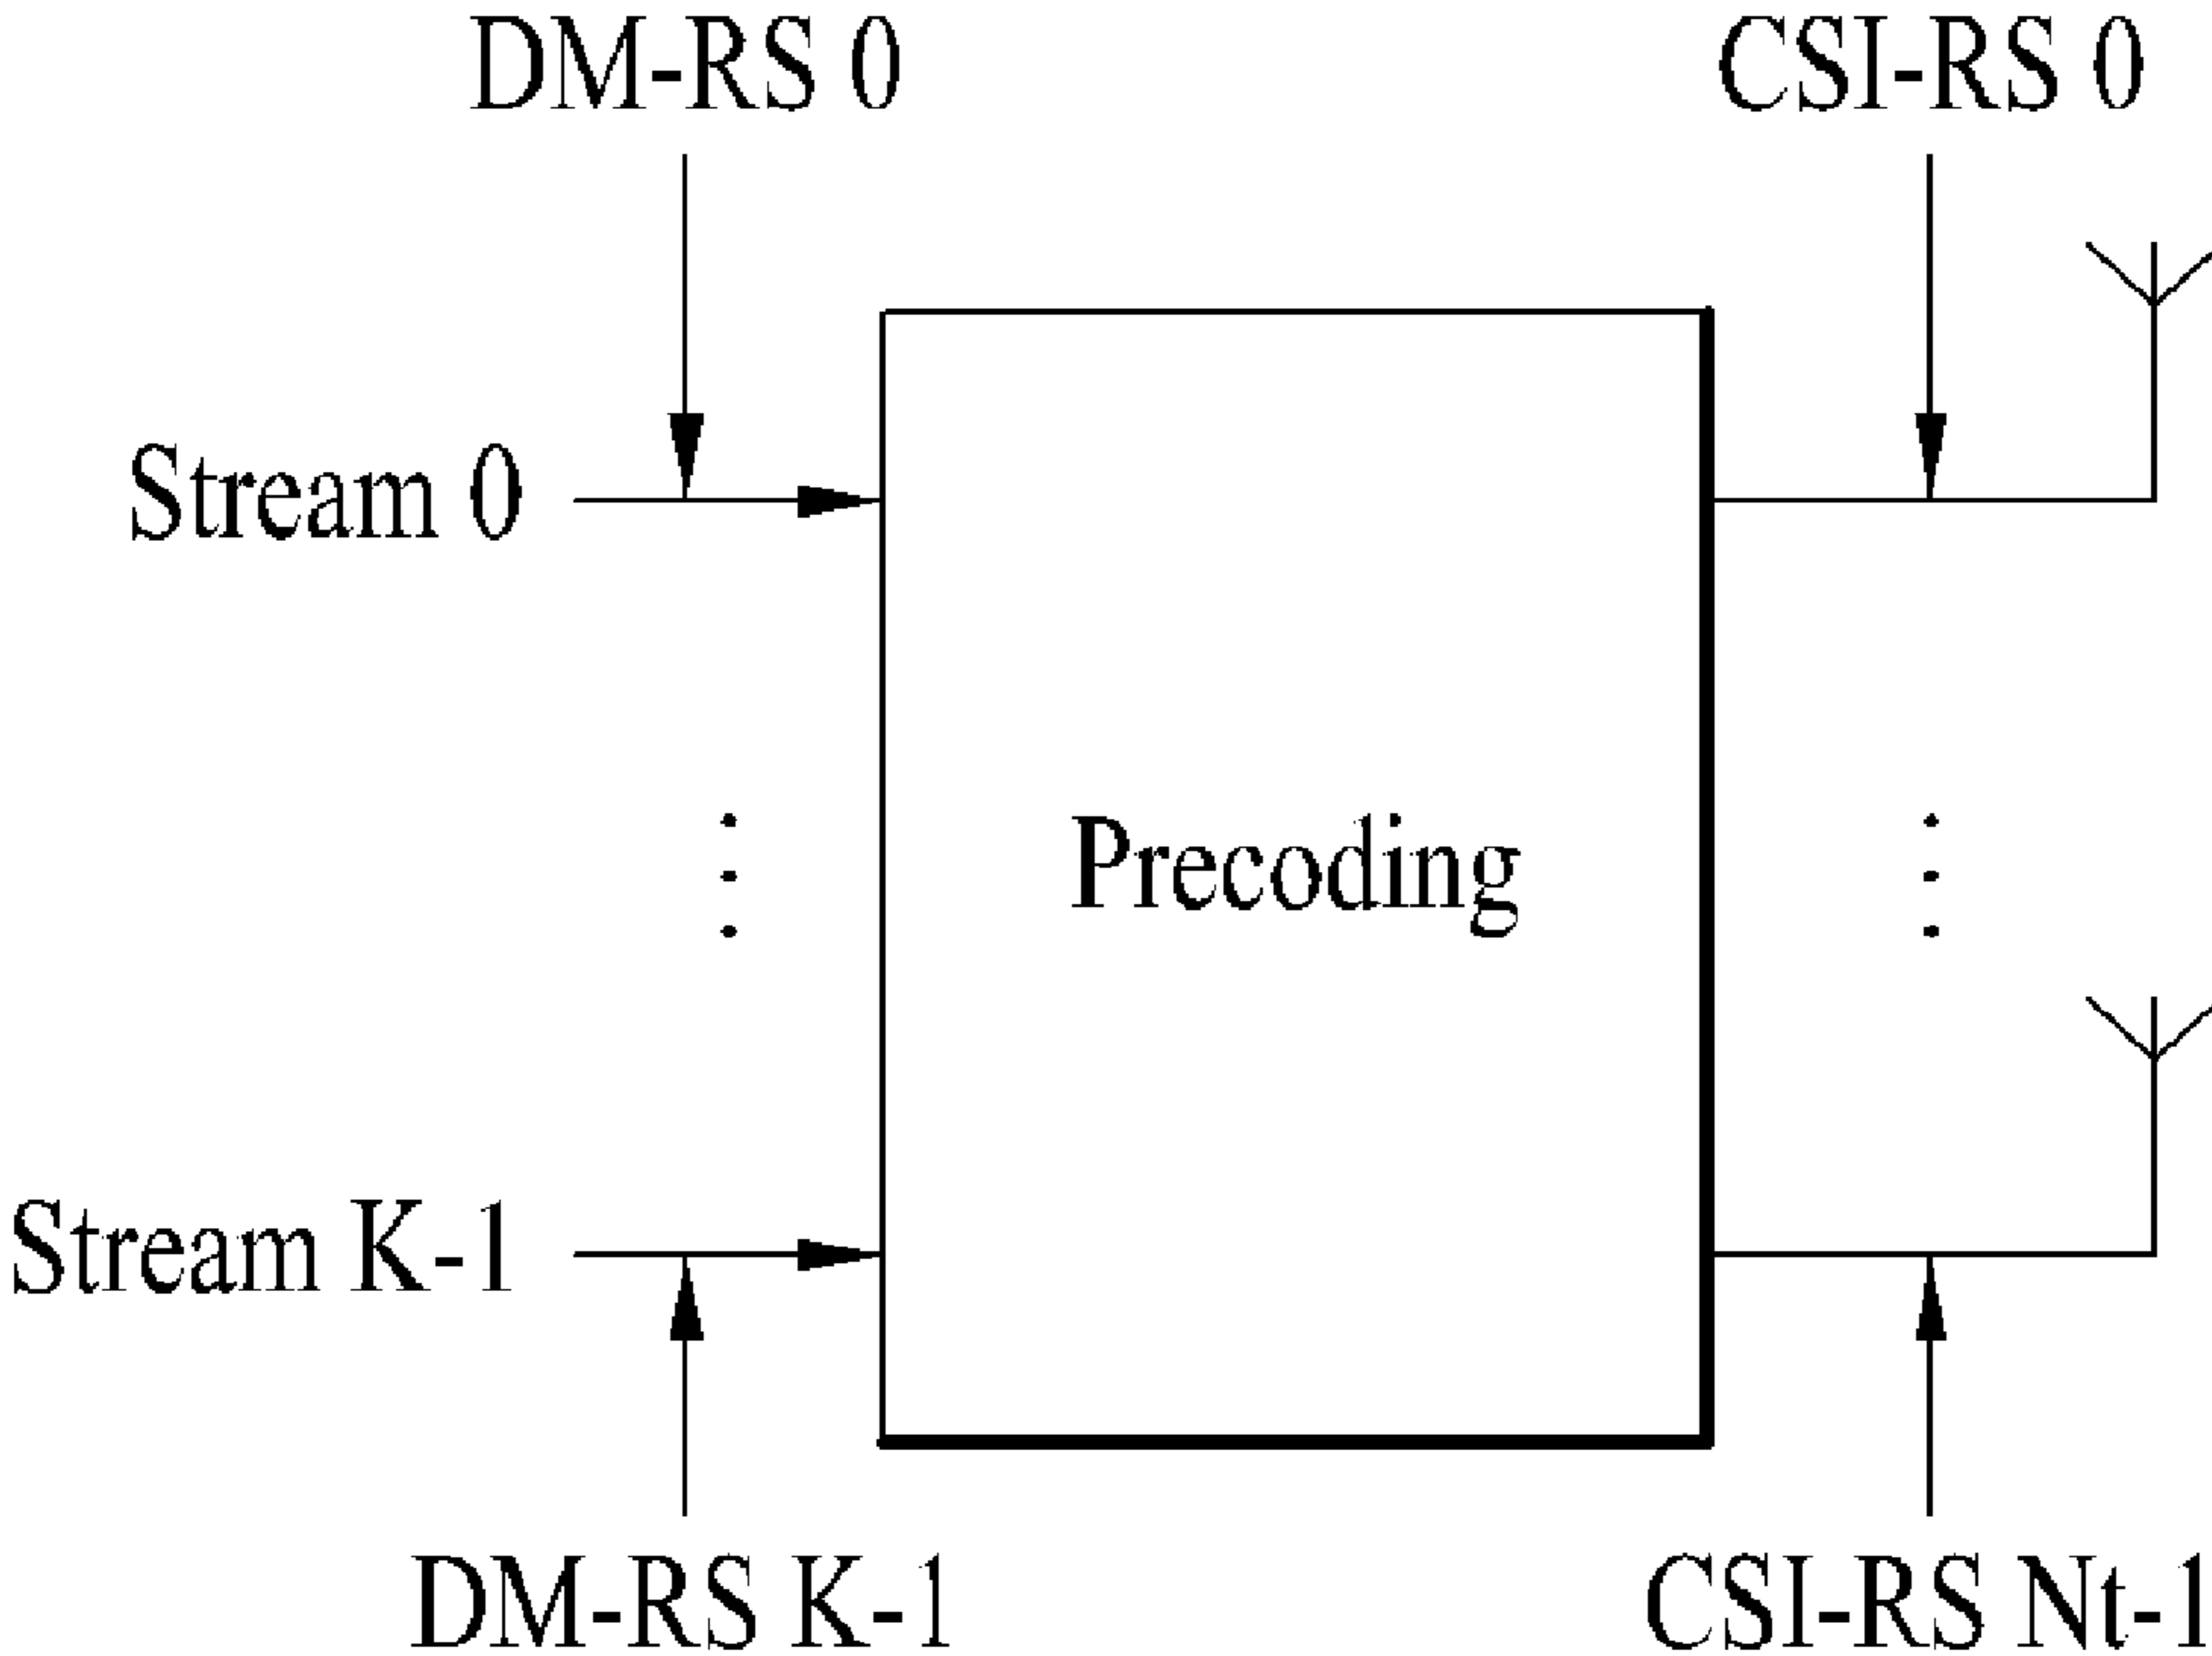 DM-RS 0
CSI-RS 0
Stream 0
Precoding
Stream K-1
DM-RS K-1
CSI-RS Nt-1